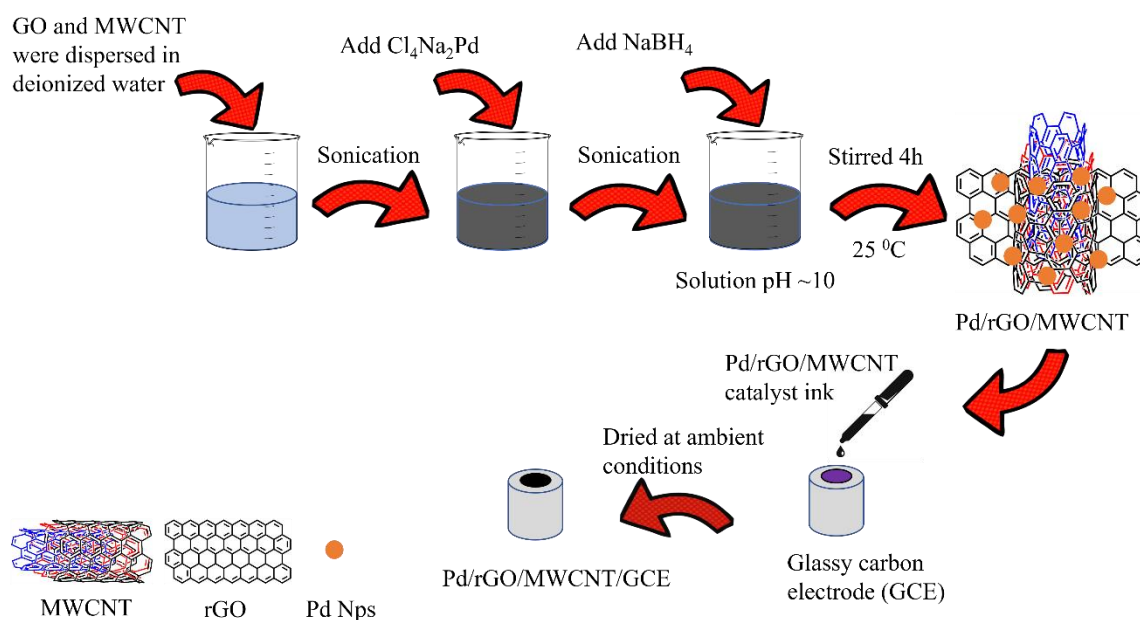 GO and MWCNT
were dispersed in
deionized water
Add Cl₄Na₂Pd
Add NaBH₄
Sonication
Sonication
Stirred 4h
25 ⁰C
Solution pH ~10
Pd/rGO/MWCNT
Pd/rGO/MWCNT
catalyst ink
Dried at ambient
conditions
Glassy carbon
electrode (GCE)
Pd/rGO/MWCNT/GCE
MWCNT
rGO
Pd Nps